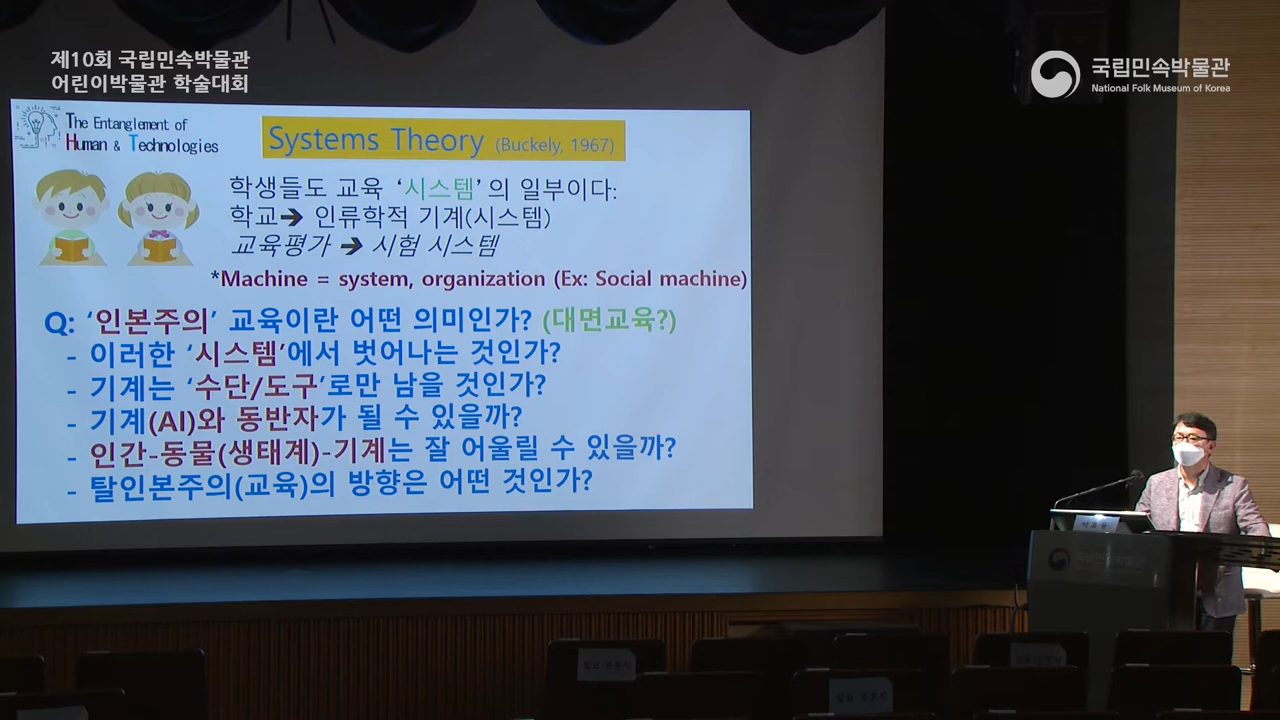 제10회 국립민속박물관
어린이박물관 학술대회
국립민속박물관
National Folk Museum of Korea
The Entanglement of
Human & Technologies
Systems Theory (Buckely, 1967)
학생들도 교육 ‘시스템’의 일부이다:
학교➔ 인류학적 기계(시스템)
교육평가 ➔ 시험 시스템
*Machine = system, organization (Ex: Social machine)
Q: ‘인본주의’ 교육이란 어떤 의미인가? (대면교육?)
- 이러한 ‘시스템’에서 벗어나는 것인가?
- 기계는 ‘수단/도구’로만 남을 것인가?
- 기계(AI)와 동반자가 될 수 있을까?
- 인간-동물(생태계)-기계는 잘 어울릴 수 있을까?
- 탈인본주의(교육)의 방향은 어떤 것인가?
국립민속박물관